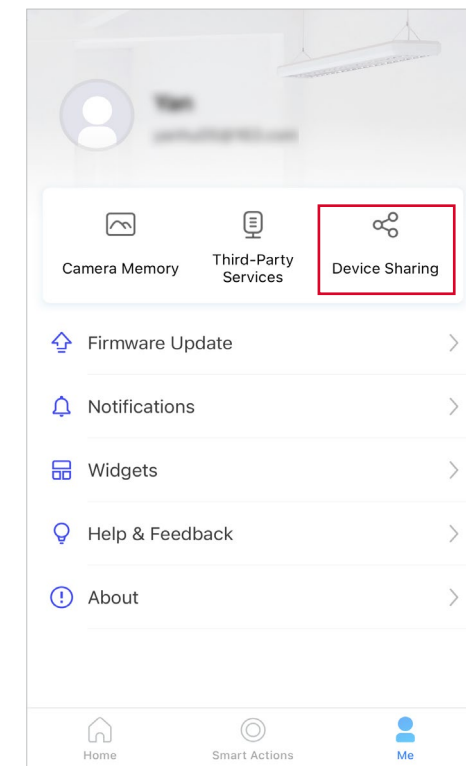 Camera Memory
Third-Party
Services
Device Sharing
Firmware Update
Notifications
Widgets
Help & Feedback
About
Home
Smart Actions
Me